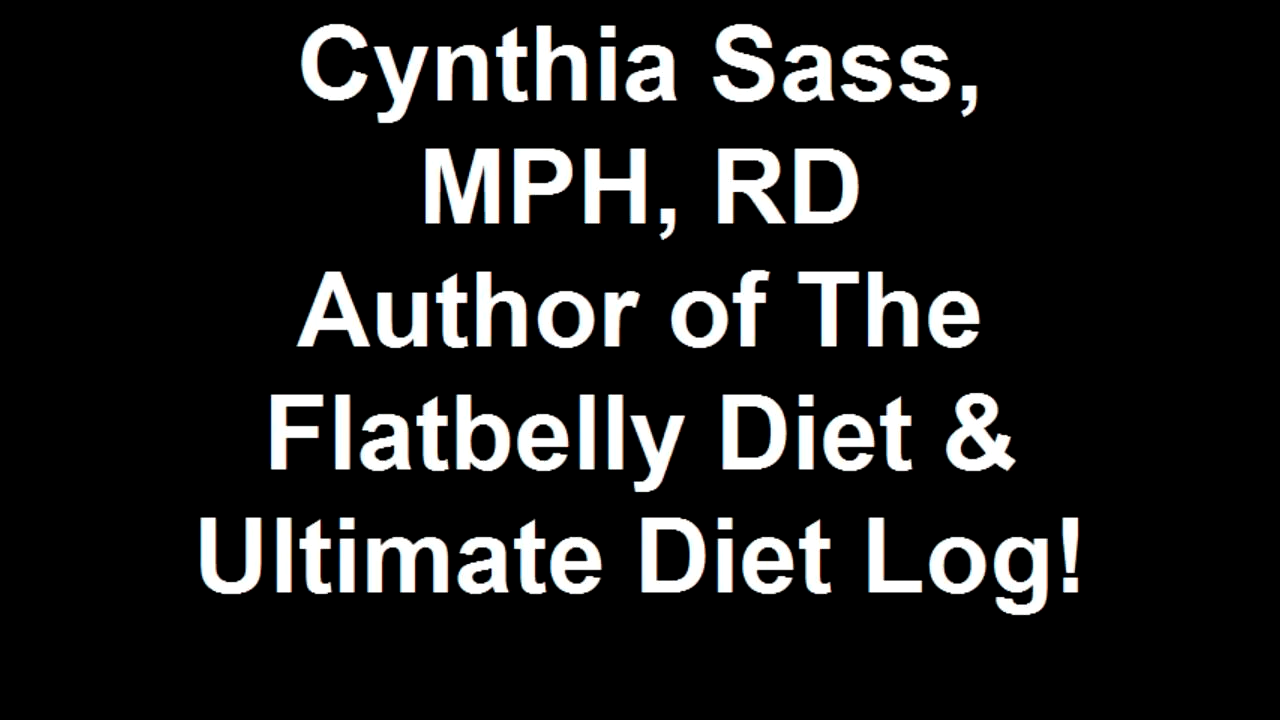 Cynthia Sass,
MPH, RD
Author of The
Flatbelly Diet &
Ultimate Diet Log!